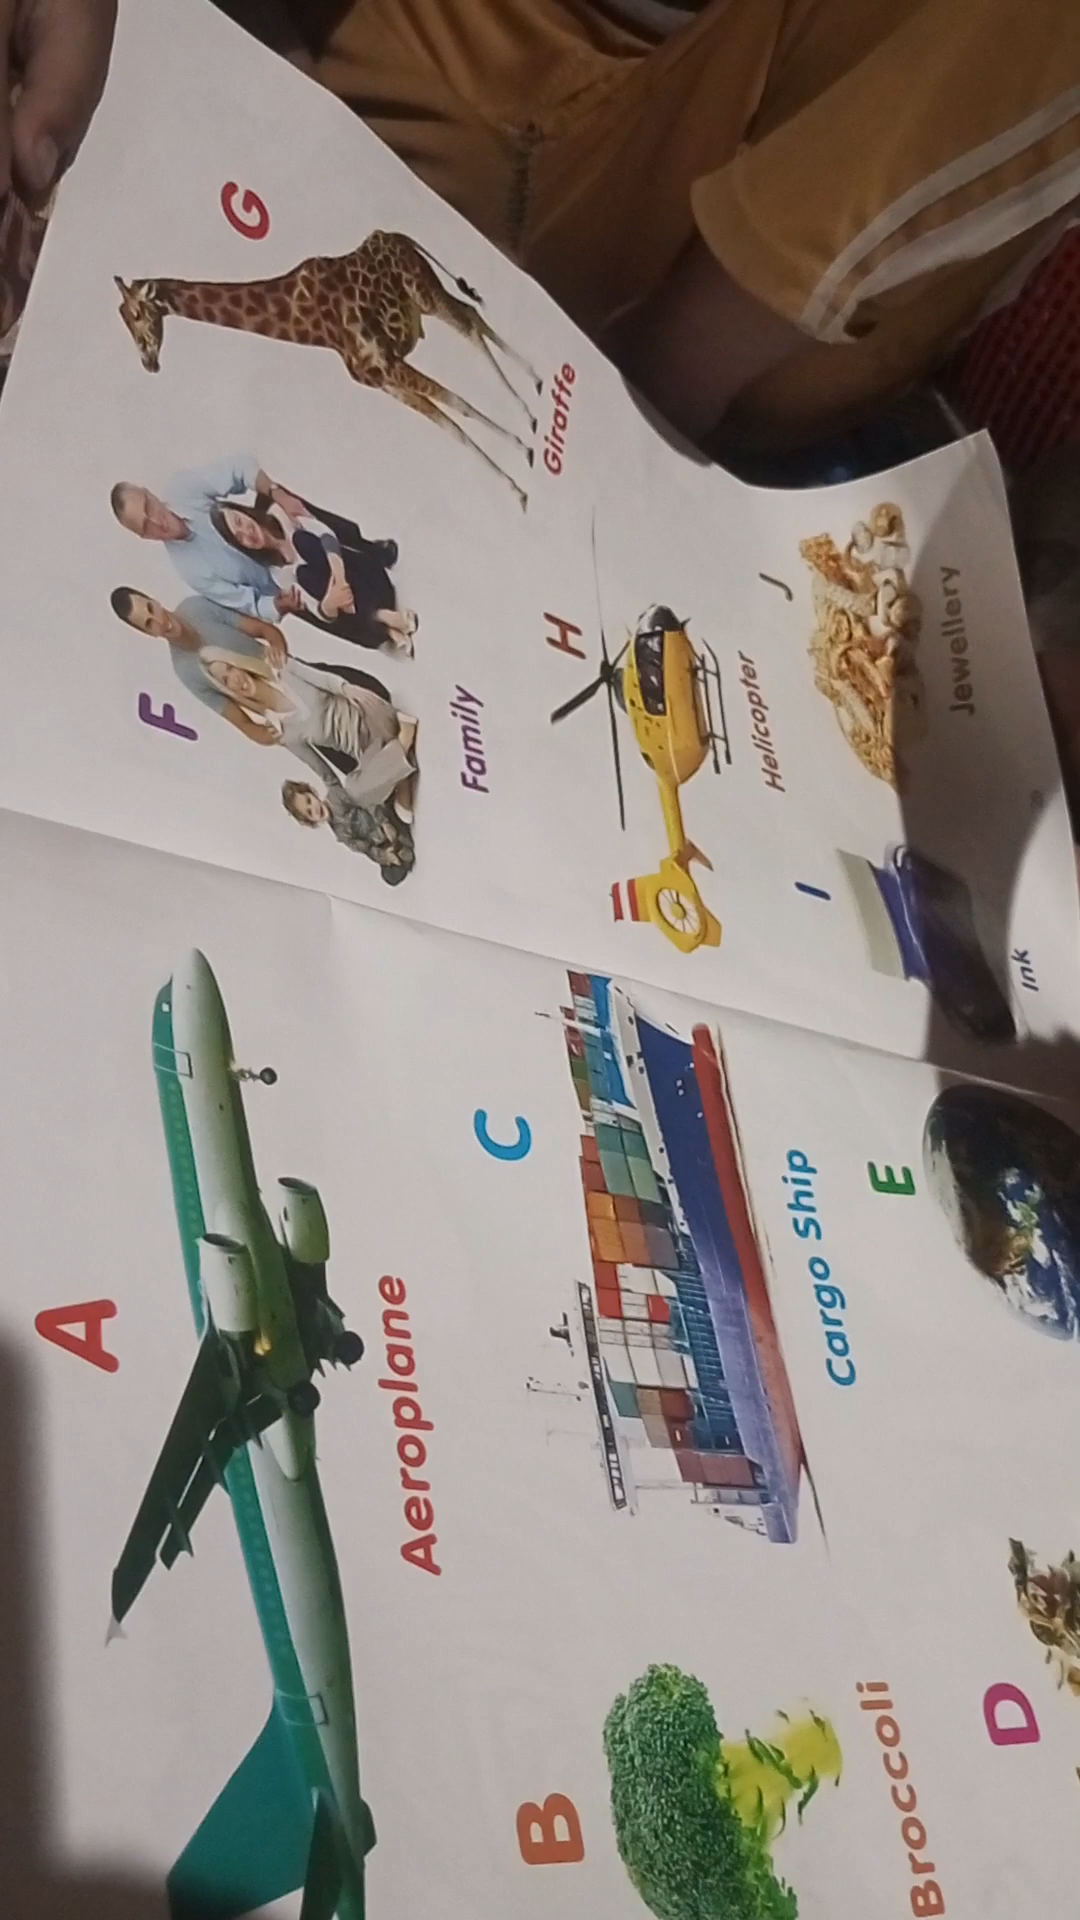 A
Aeroplane
B
Broccoli
C
Cargo Ship
D
E
F
Family
G
Giraffe
H
Helicopter
I
Ink
J
Jewellery